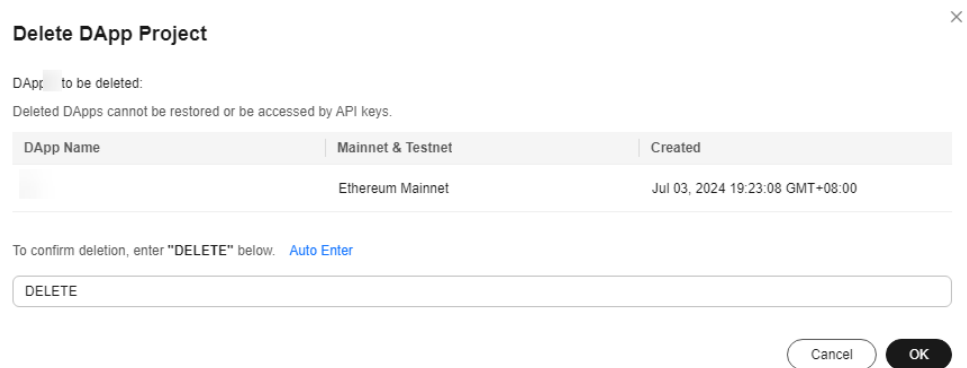 Delete DApp Project
DApp to be deleted:
Deleted DApps cannot be restored or be accessed by API keys.
DApp Name Mainnet & Testnet Created
Ethereum Mainnet Jul 03, 2024 19:23:08 GMT+08:00
To confirm deletion, enter "DELETE" below. Auto Enter
DELETE
Cancel OK